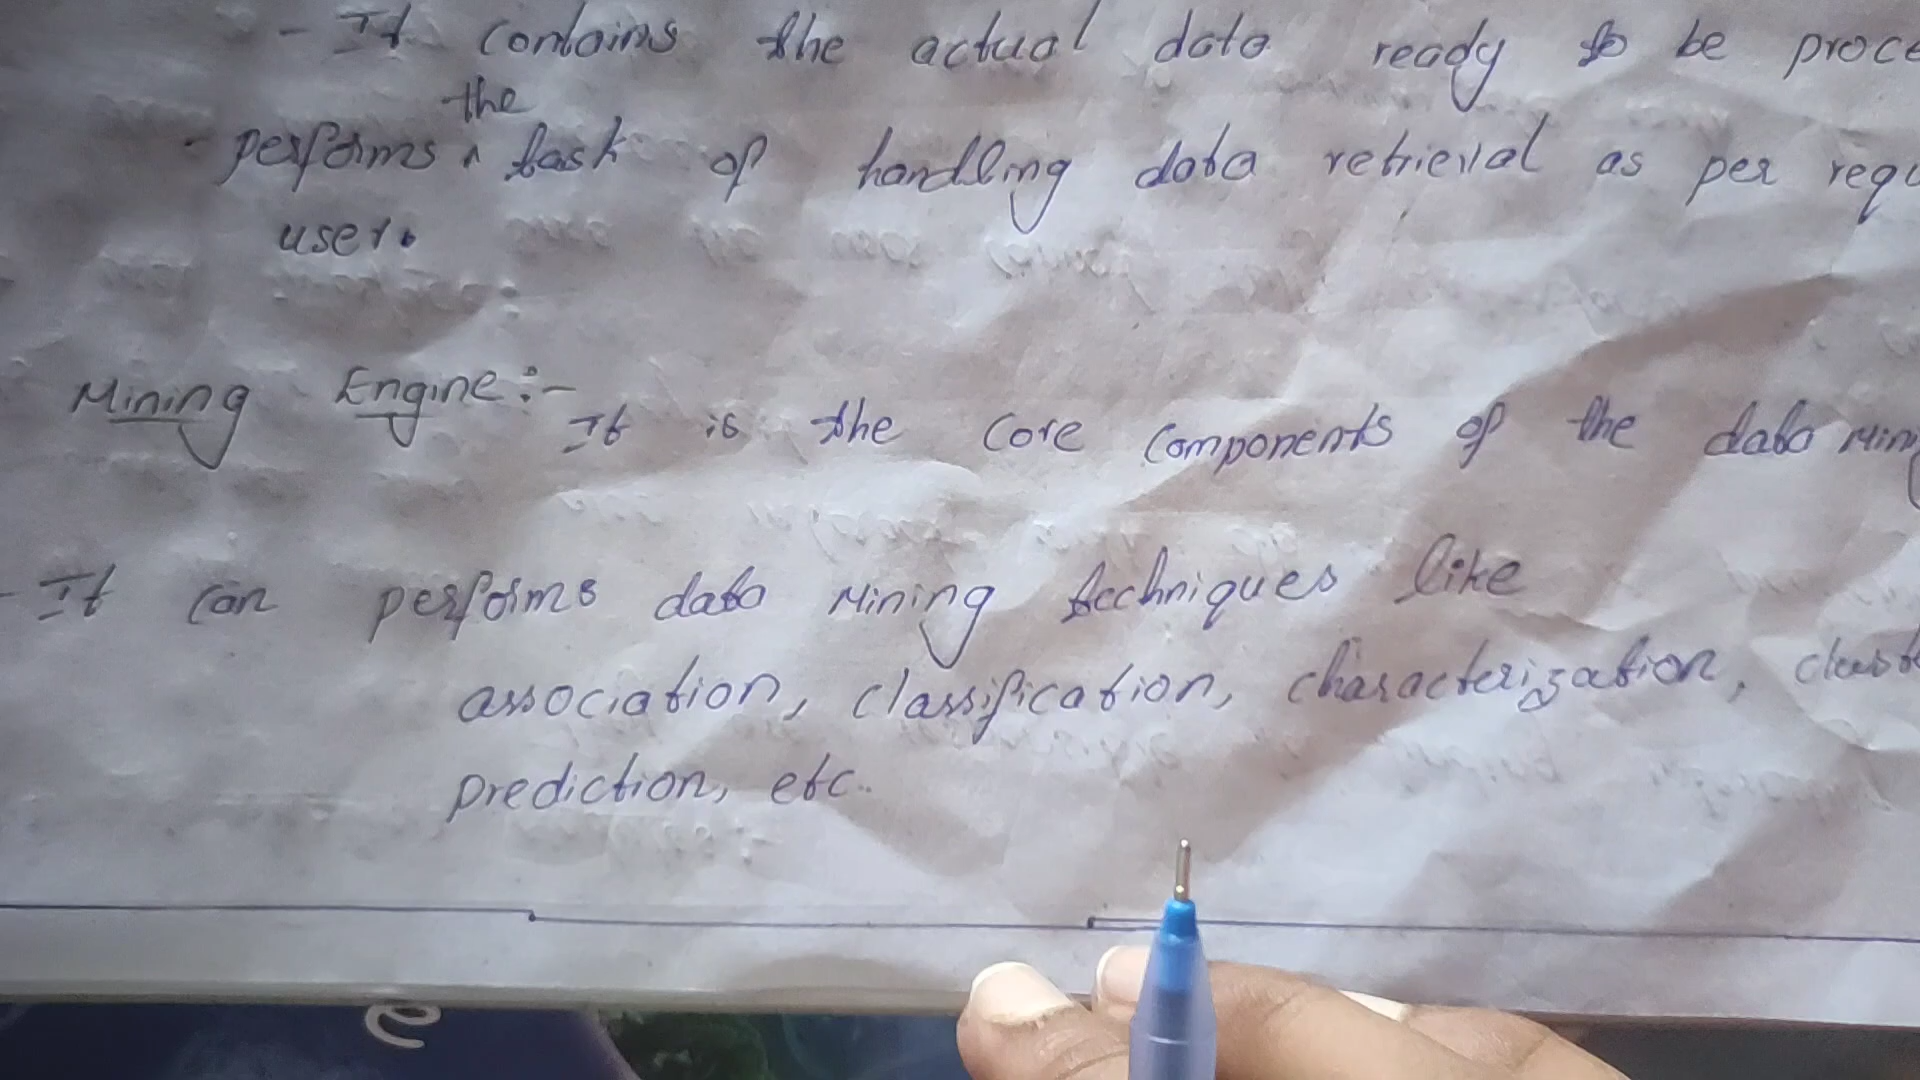 - It contains the actual data ready to be proce
the
- performs ^ task of handling data retrieval as per requ
user.
Mining Engine:-
It is the core components of the data Mining
- It can performs data Mining techniques like
association, classification, characterization, clust
prediction, etc..
e